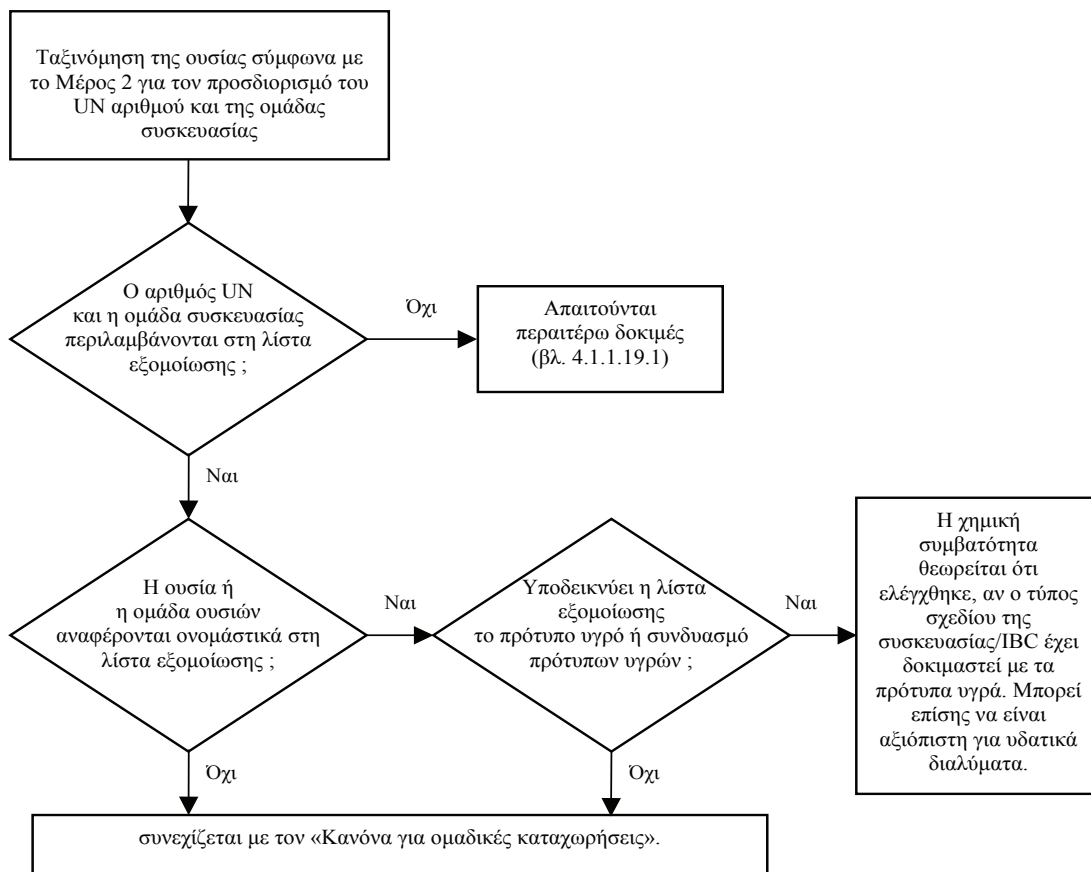 Ταξινόμηση της ουσίας σύμφωνα με
το Μέρος 2 για τον προσδιορισμό του
UN αριθμού και της ομάδας
συσκευασίας
Ο αριθμός UN
και η ομάδα συσκευασίας
περιλαμβάνονται στη λίστα
εξομοίωσης ;
Όχι
Απαιτούνται
περαιτέρω δοκιμές
(βλ. 4.1.1.19.1)
Ναι
Η ουσία ή
η ομάδα ουσιών
αναφέρονται ονομάστικά στη
λίστα εξομοίωσης ;
Ναι
Υποδεικνύει η λίστα
εξομοίωσης
το πρότυπο υγρό ή συνδυασμό
πρότυπων υγρών ;
Ναι
Η χημική
συμβατότητα
θεωρείται ότι
ελέγχθηκε, αν ο τύπος
σχεδίου της
συσκευασίας/IBC έχει
δοκιμαστεί με τα
πρότυπα υγρά. Μπορεί
επίσης να είναι
αξιόπιστη για υδατικά
διαλύματα.
Όχι
Όχι
συνεχίζεται με τον «Κανόνα για ομαδικές καταχωρήσεις».